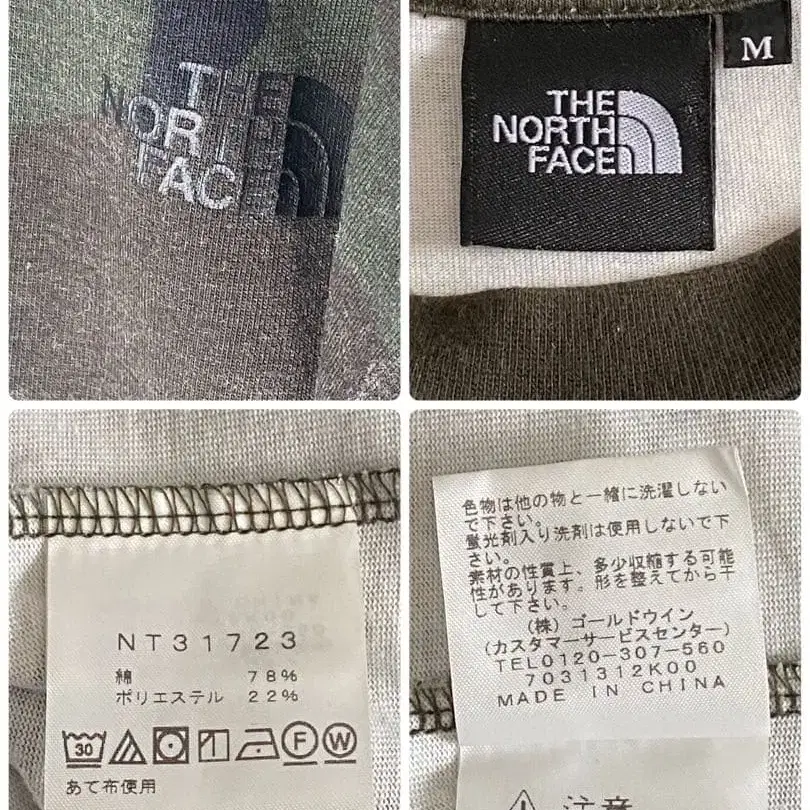 THE
NORTH
FACE
THE
NORTH
FACE
M
NT31723
綿 78%
ポリエステル 22%
30
F W
あて布使用
色物は他の物と一緒に洗濯しない
で下さい。
蛍光剤入り洗剤は使用しないで下
さい。
素材の性質上、多少収縮する可能
性があります。形を整えてから干
して下さい。
(株)ゴールドウイン
(カスタマーサービスセンター)
TEL0120-307-560
7031312K00
MADE IN CHINA
注意